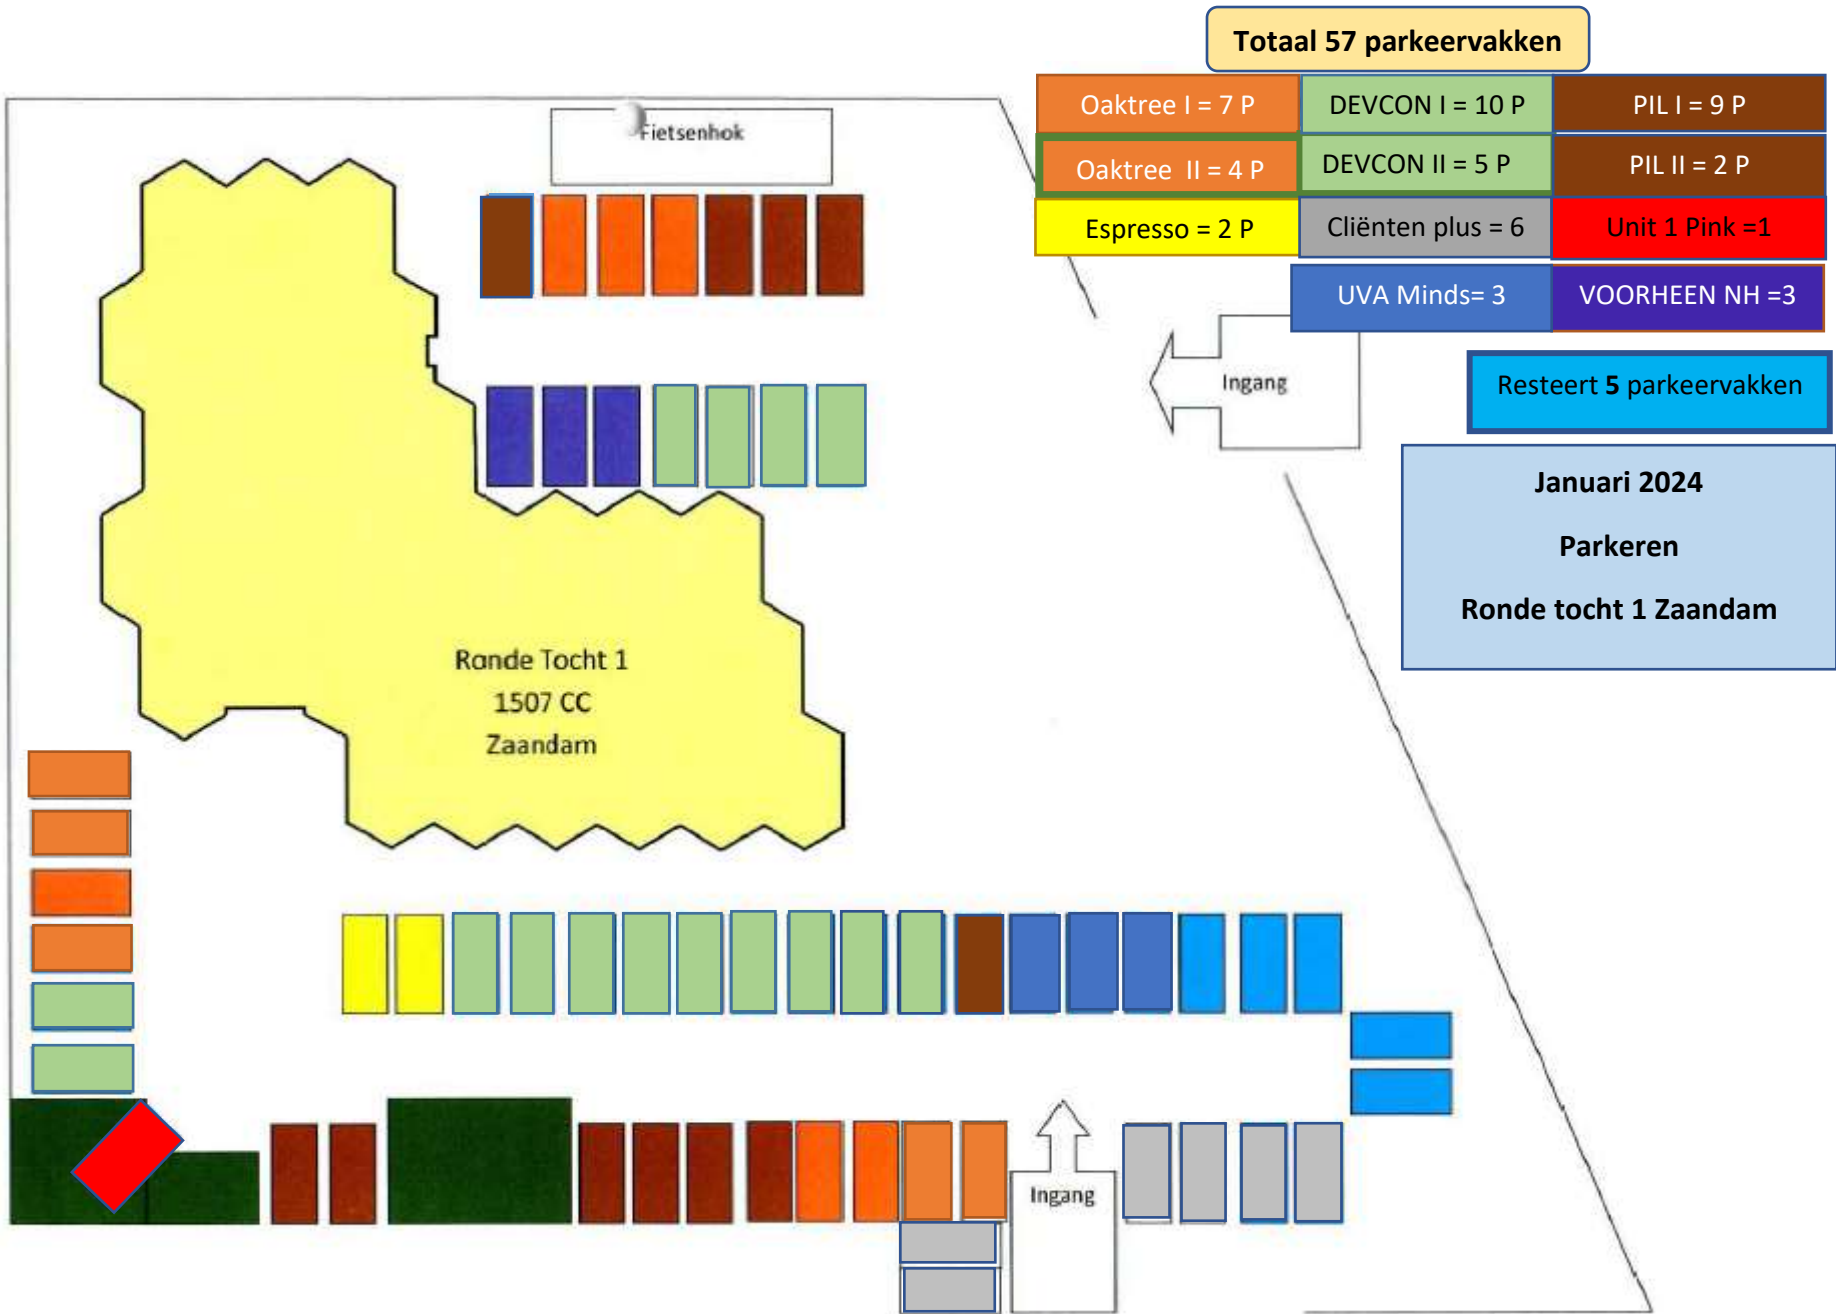 Totaal 57 parkeervakken
Oaktree I = 7 P
DEVCON I = 10 P
PIL I = 9 P
Oaktree II = 4 P
DEVCON II = 5 P
PIL II = 2 P
Espresso = 2 P
Cliënten plus = 6
Unit 1 Pink =1
UVA Minds= 3
VOORHEEN NH =3
Resteert 5 parkeervakken
Januari 2024
Parkeren
Ronde tocht 1 Zaandam
Fietsenhok
Ingang
Ronde Tocht 1
1507 CC
Zaandam
Ingang